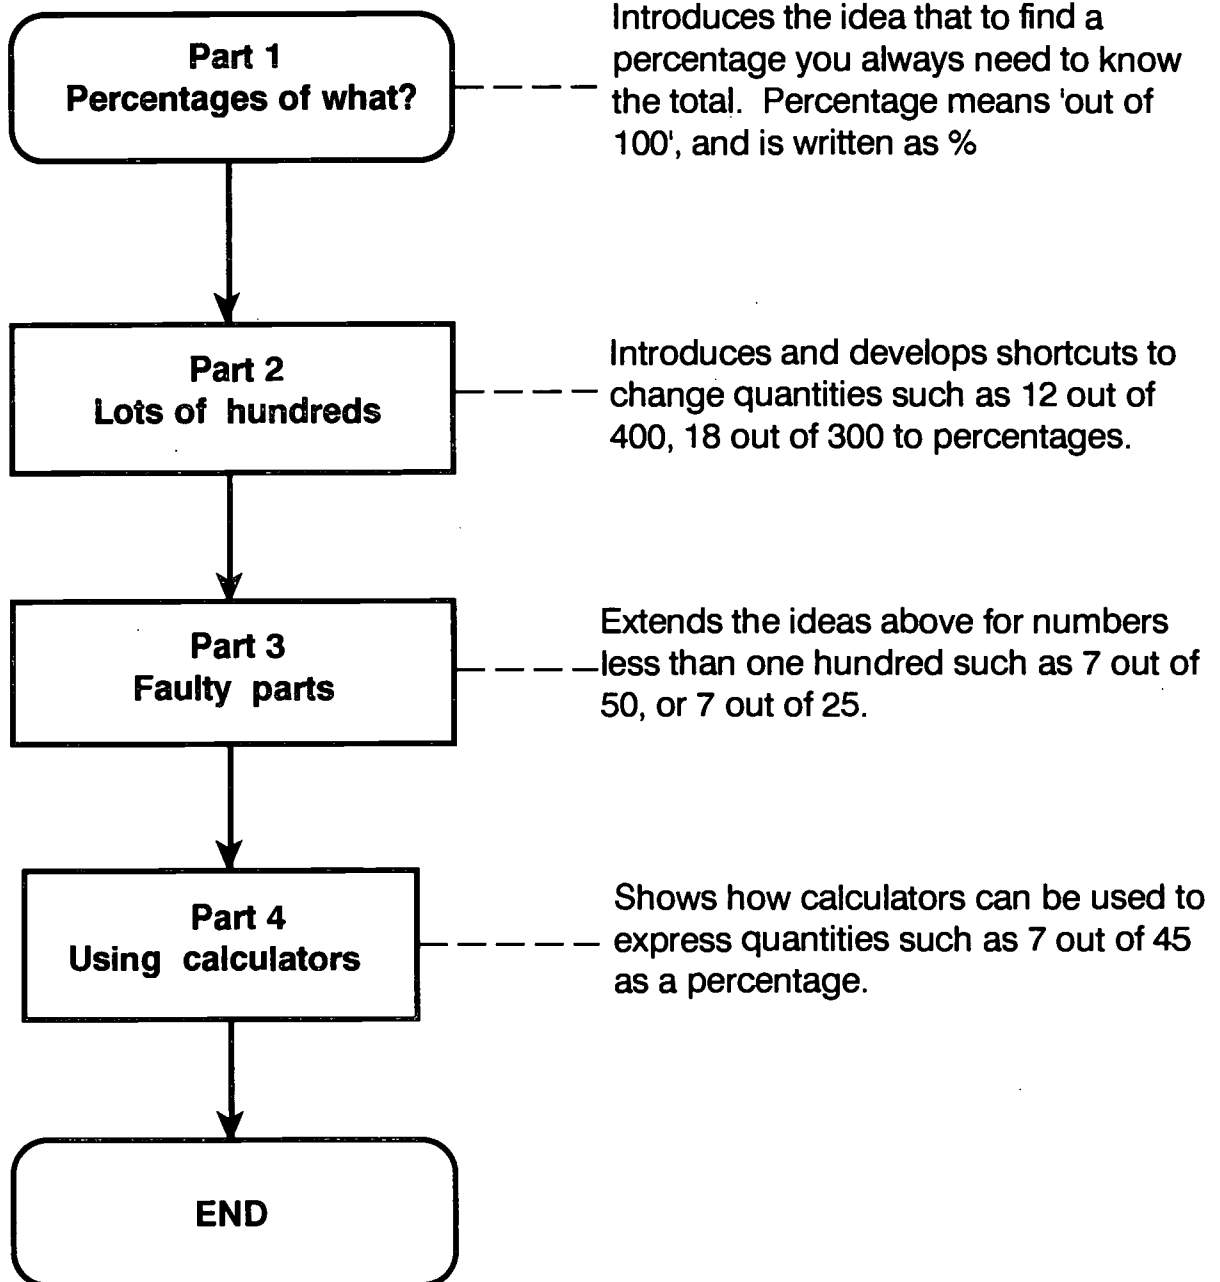 Part 1
Percentages of what?
Introduces the idea that to find a
percentage you always need to know
the total. Percentage means 'out of
100', and is written as %
Part 2
Lots of hundreds
Introduces and develops shortcuts to
change quantities such as 12 out of
400, 18 out of 300 to percentages.
Part 3
Faulty parts
Extends the ideas above for numbers
less than one hundred such as 7 out of
50, or 7 out of 25.
Part 4
Using calculators
Shows how calculators can be used to
express quantities such as 7 out of 45
as a percentage.
END